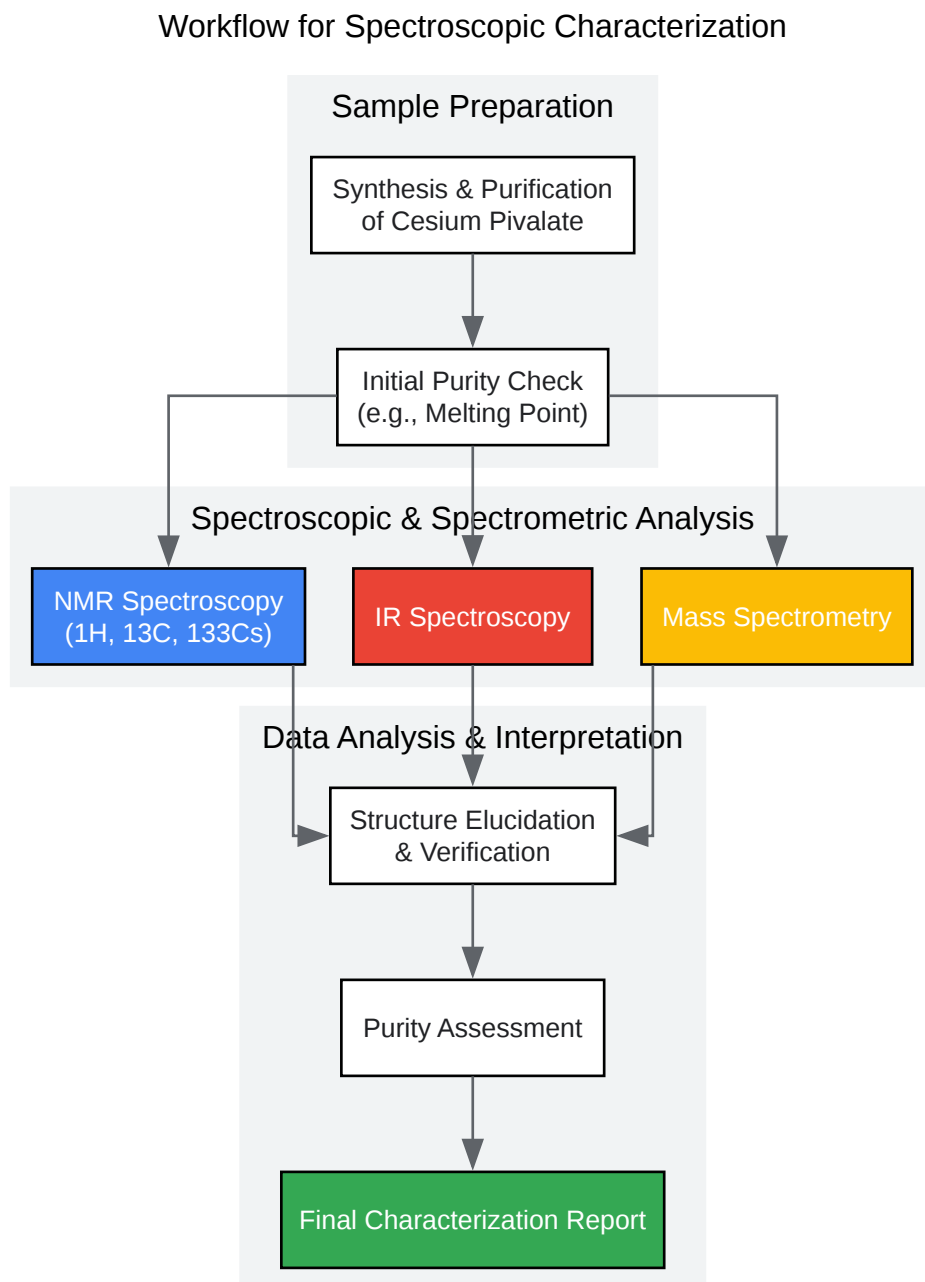 Workflow for Spectroscopic Characterization
Sample Preparation
Synthesis & Purification
of Cesium Pivalate
Initial Purity Check
(e.g., Melting Point)
Spectroscopic & Spectrometric Analysis
NMR Spectroscopy
(1H, 13C, 133Cs)
IR Spectroscopy
Mass Spectrometry
Data Analysis & Interpretation
Structure Elucidation
& Verification
Purity Assessment
Final Characterization Report